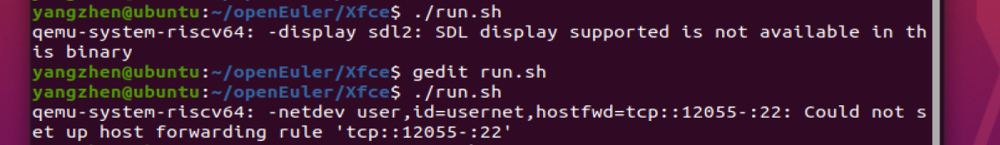 yangzhen@ubuntu:~/openEuler/Xfce$ ./run.sh
qemu-system-riscv64: -display sdl2: SDL display supported is not available in th
is binary
yangzhen@ubuntu:~/openEuler/Xfce$ gedit run.sh
yangzhen@ubuntu:~/openEuler/Xfce$ ./run.sh
qemu-system-riscv64: -netdev user,id=usernet,hostfwd=tcp::12055-:22: Could not s
et up host forwarding rule 'tcp::12055-:22'